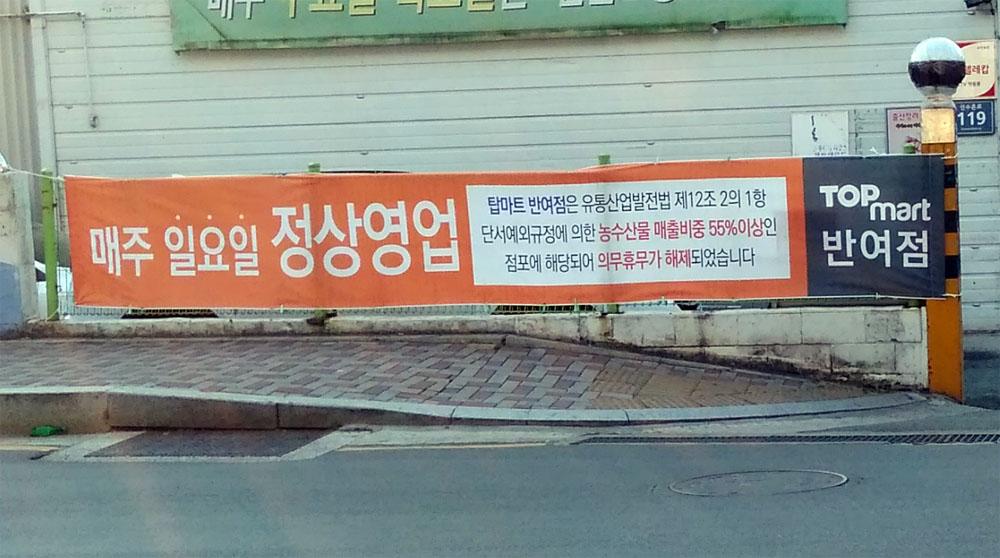 매주 일요일 정상영업
탑마트 반여점은 유통산업발전법 제12조 2의 1항
단서예외규정에 의한 농수산물 매출비중 55%이상인
점포에 해당되어 의무휴무가 해제되었습니다
TOP mart
반여점
119